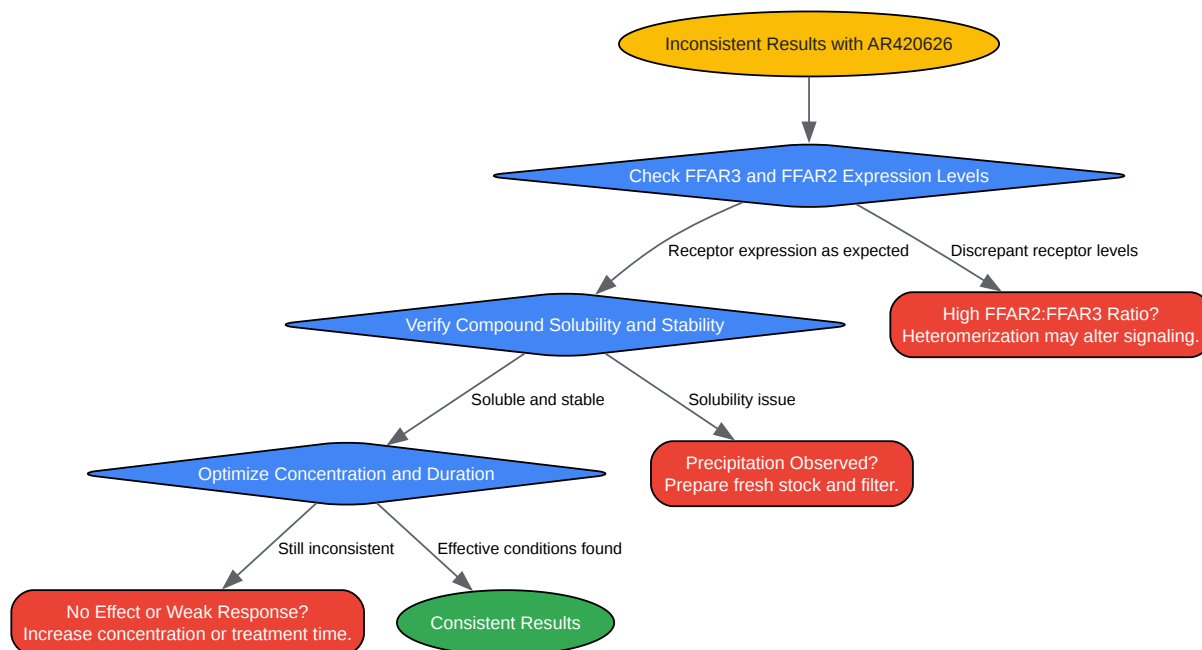 Inconsistent Results with AR420626
Check FFAR3 and FFAR2 Expression Levels
Receptor expression as expected
Discrepant receptor levels
High FFAR2:FFAR3 Ratio?
Heteromerization may alter signaling.
Verify Compound Solubility and Stability
Soluble and stable
Solubility issue
Precipitation Observed?
Prepare fresh stock and filter.
Optimize Concentration and Duration
Still inconsistent
Effective conditions found
No Effect or Weak Response?
Increase concentration or treatment time.
Consistent Results